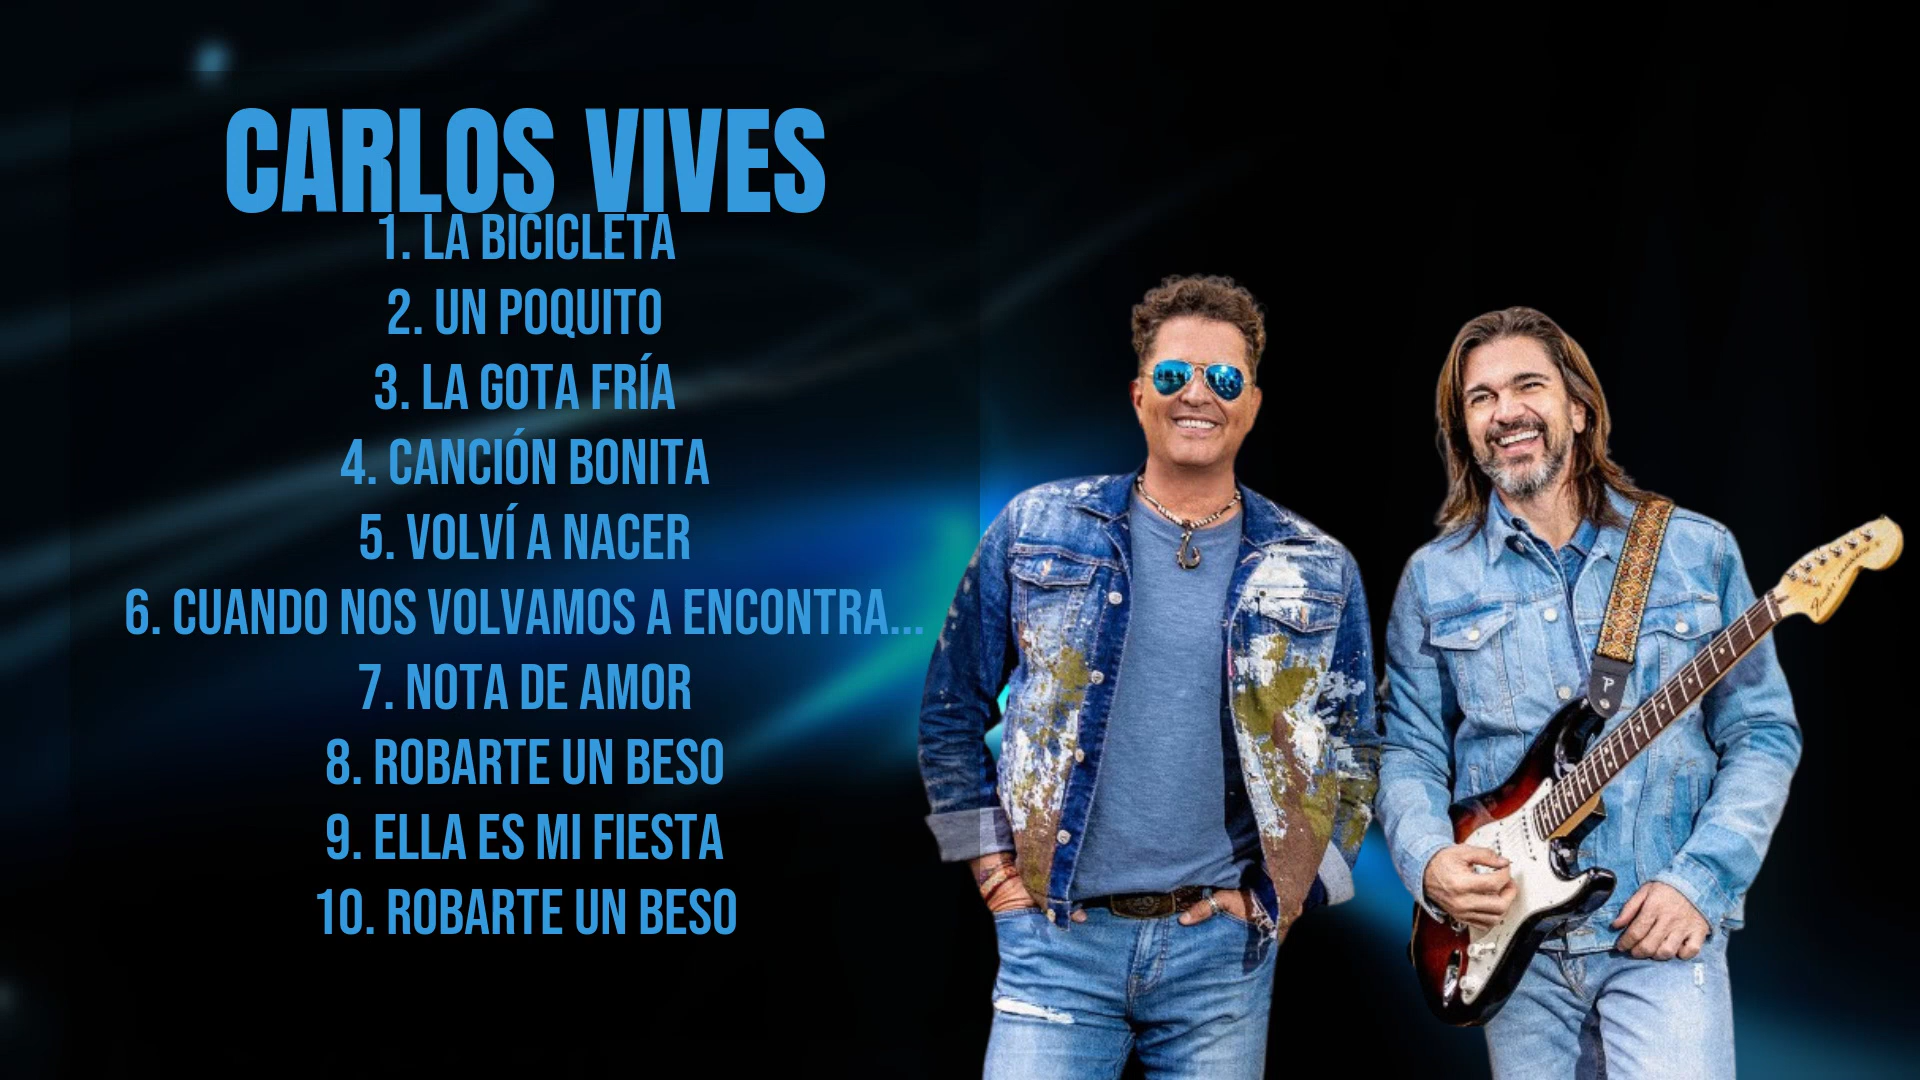 CARLOS VIVES
1. LA BICICLETA
2. UN POQUITO
3. LA GOTA FRÍA
4. CANCIÓN BONITA
5. VOLVÍ A NACER
6. CUANDO NOS VOLVAMOS A ENCONTRA...
7. NOTA DE AMOR
8. ROBARTE UN BESO
9. ELLA ES MI FIESTA
10. ROBARTE UN BESO
Fender